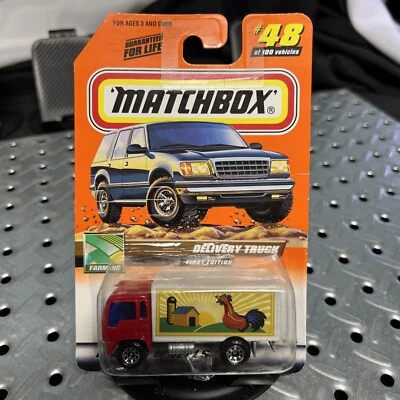 FOR AGES 3 AND OVER
GUARANTEED
FOR LIFE!
#48
of 100 vehicles
MATCHBOX®
DELIVERY TRUCK
FIRST EDITION
FARMING